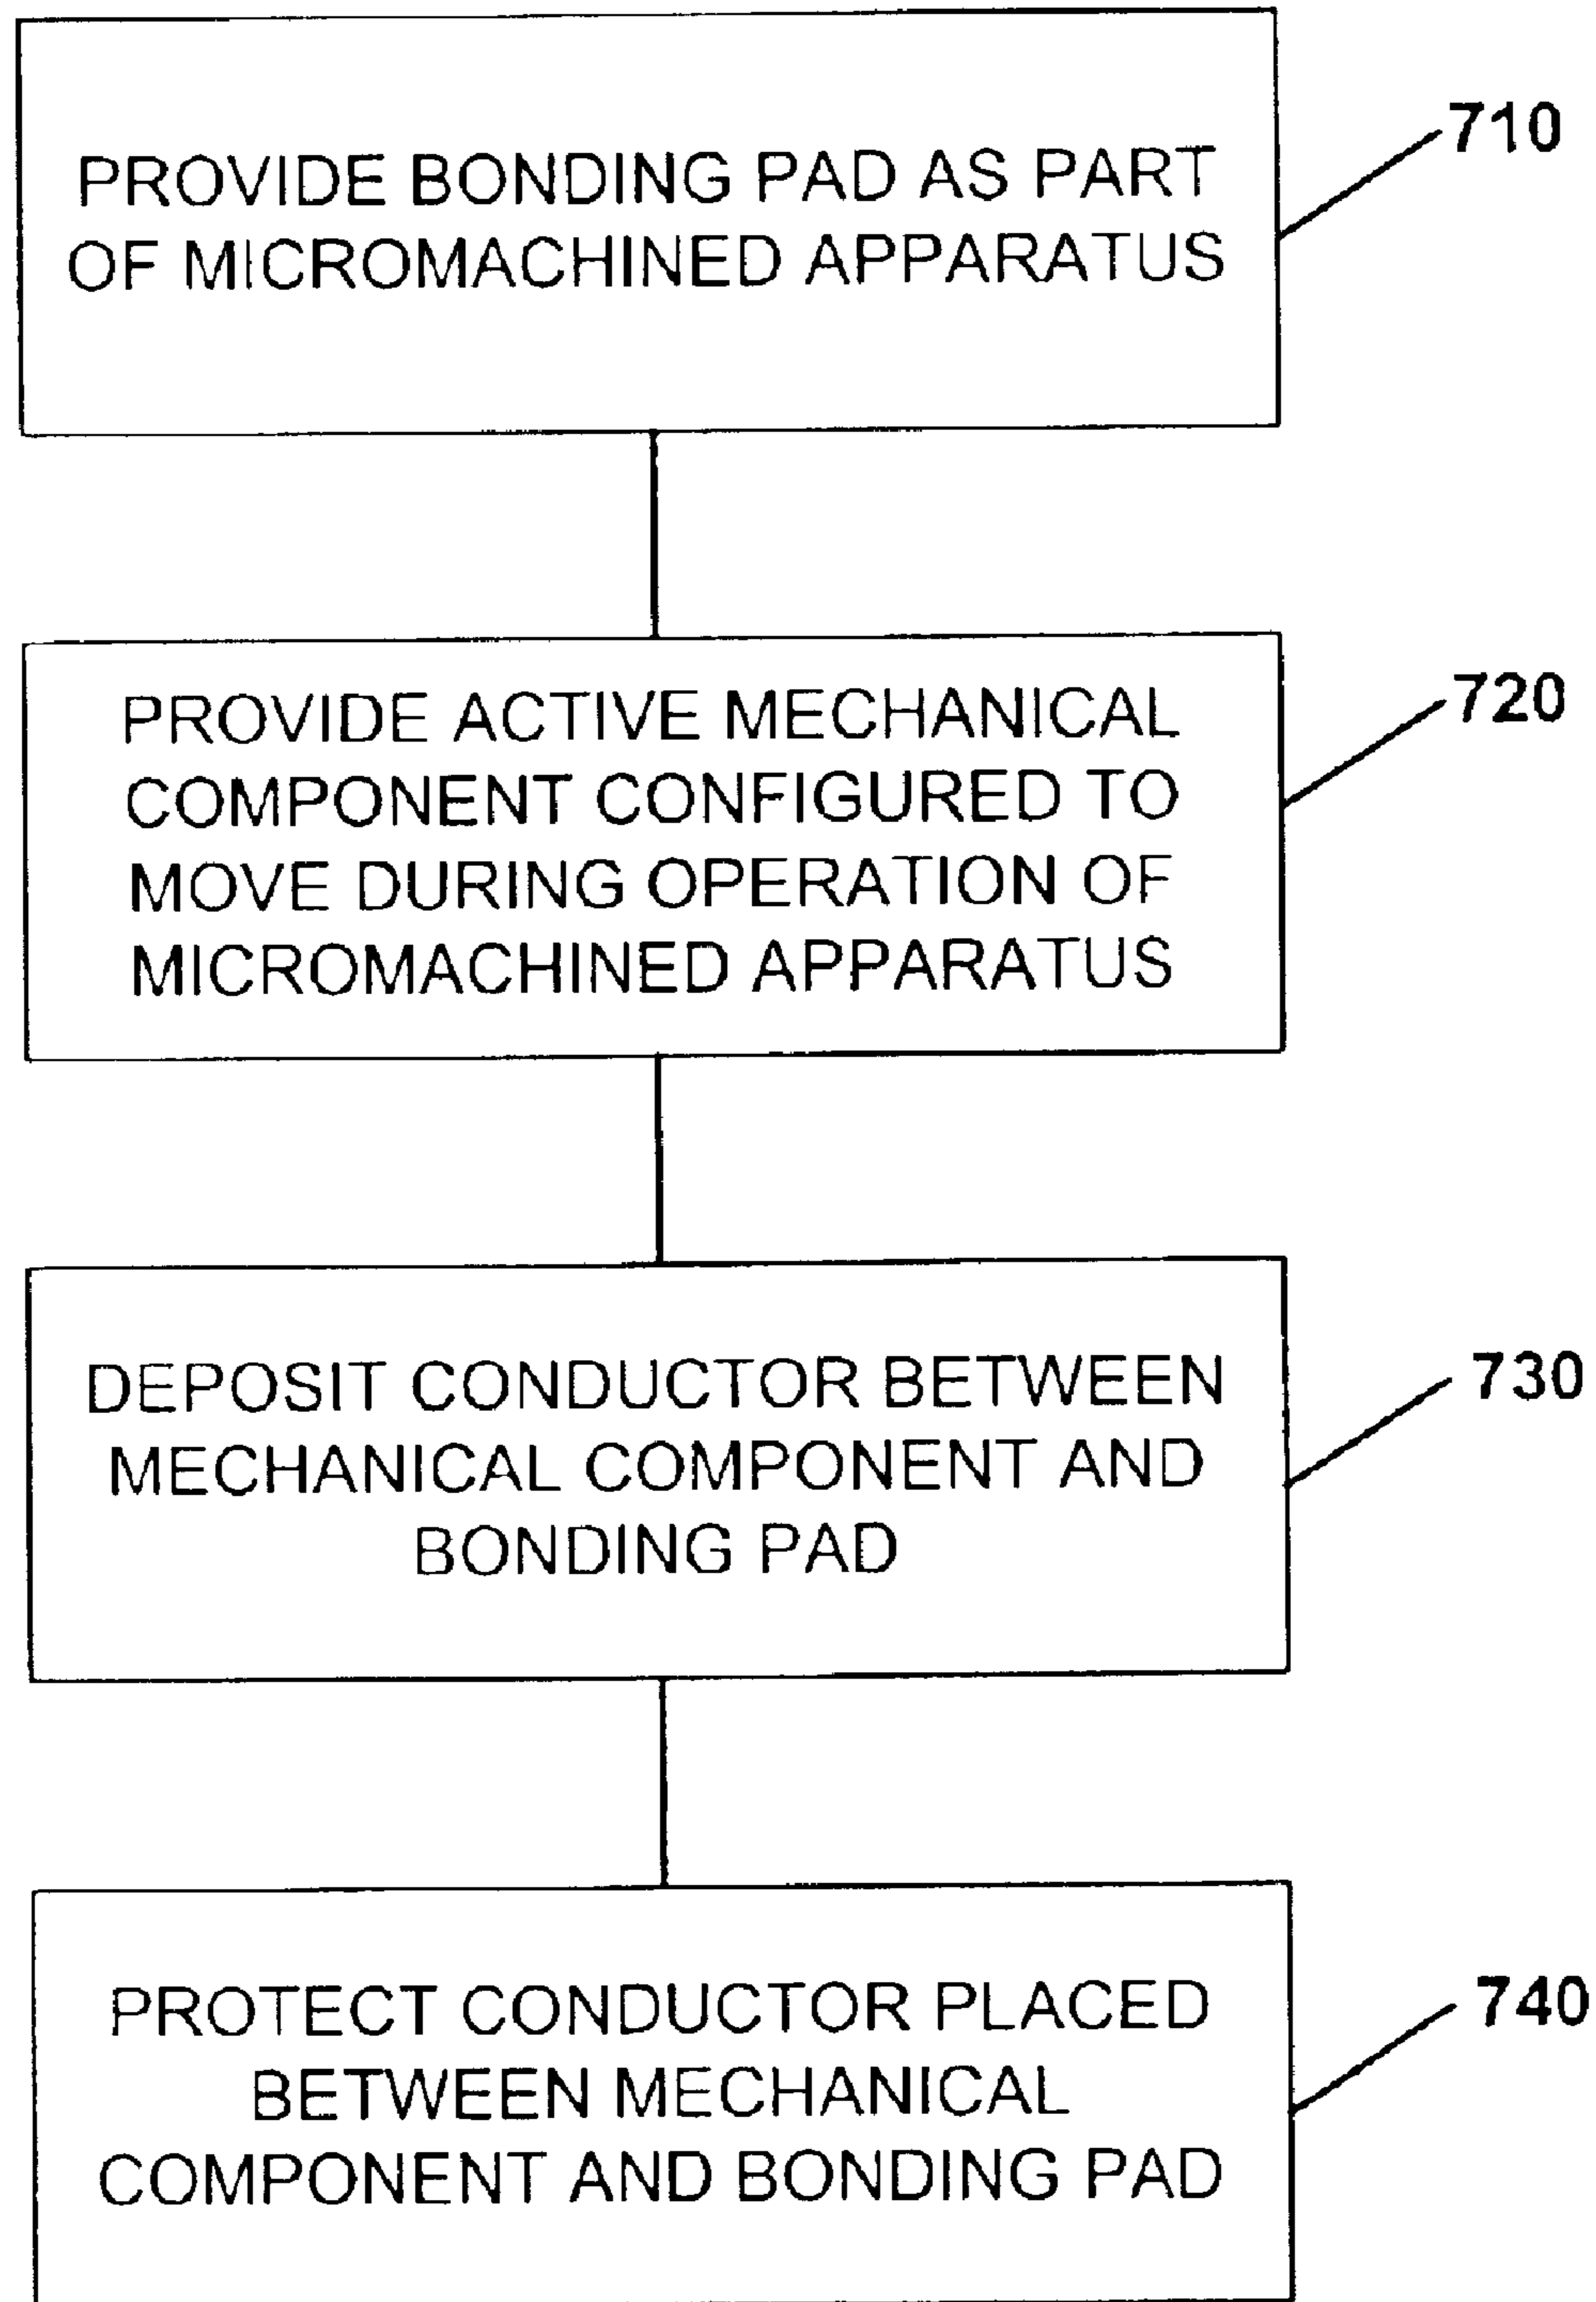 PROVIDE BONDING PAD AS PART
OF MICROMACHINED APPARATUS
710
PROVIDE ACTIVE MECHANICAL
COMPONENT CONFIGURED TO
MOVE DURING OPERATION OF
MICROMACHINED APPARATUS
720
DEPOSIT CONDUCTOR BETWEEN
MECHANICAL COMPONENT AND
BONDING PAD
730
PROTECT CONDUCTOR PLACED
BETWEEN MECHANICAL
COMPONENT AND BONDING PAD
740